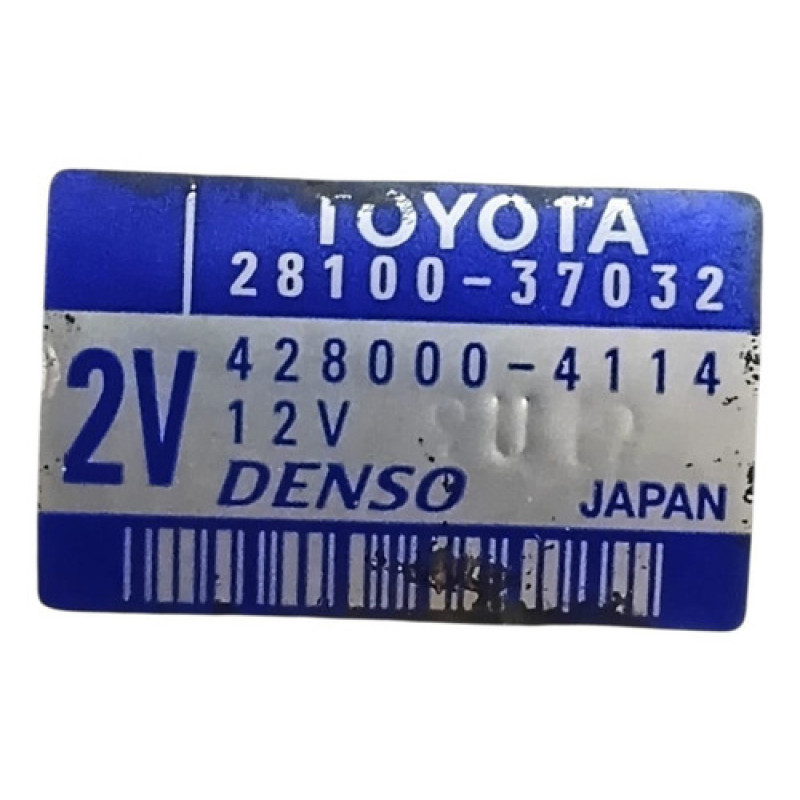 TOYOTA
28100-37032
2V
428000-4114
12V
DENSO
JAPAN